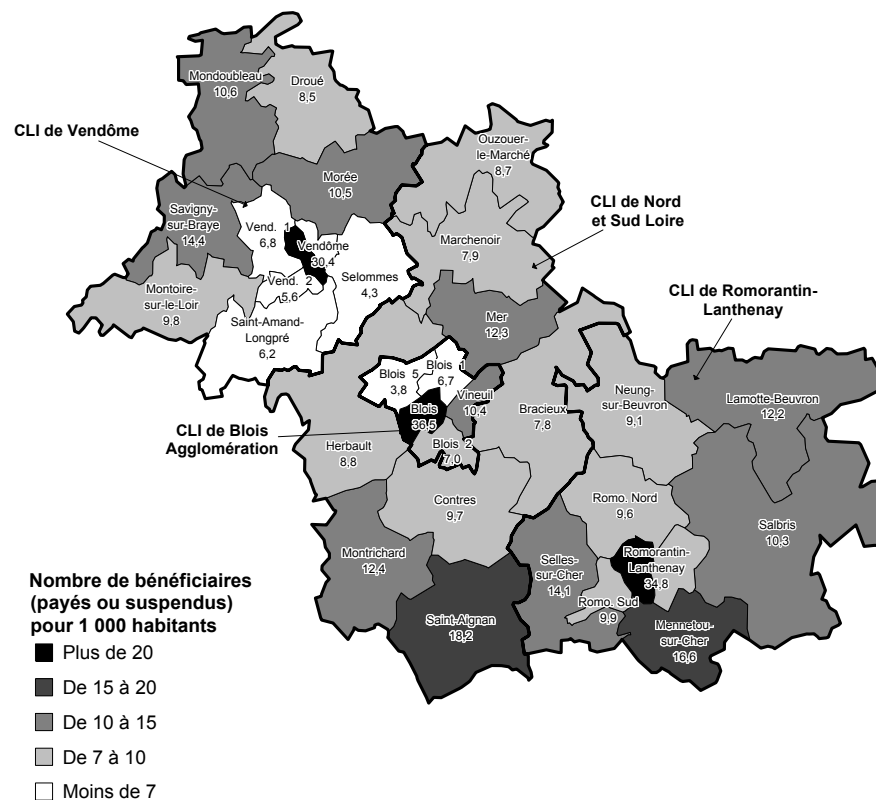 Mondoubleau
10,6
Droué
8,5
CLI de Vendôme
Ouzouer-
le-Marché
8,7
Morée
10,5
CLI de Nord
et Sud Loire
Savigny-
sur-Braye
14,4
Vend. 1
6,8
Vendôme
30,4
Marchenoir
7,9
Selommes
4,3
Vend. 2
5,6
Montoire-
sur-le-Loir
9,8
CLI de Romorantin-
Lanthenay
Saint-Amand-
Longpré
6,2
Mer
12,3
Blois 5
3,8
Blois 1
6,7
Vineuil
10,4
Neung-
sur-Beuvron
9,1
Lamotte-Beuvron
12,2
Blois
36,5
Bracieux
7,8
CLI de Blois
Agglomération
Herbault
8,8
Blois 2
7,0
Contres
9,7
Romo. Nord
9,6
Salbris
10,3
Montrichard
12,4
Selles-
sur-Cher
14,1
Romorantin-
Lanthenay
34,8
Romo. Sud
9,9
Saint-Aignan
18,2
Mennetou-
sur-Cher
16,6
Nombre de bénéficiaires
(payés ou suspendus)
pour 1 000 habitants
Plus de 20
De 15 à 20
De 10 à 15
De 7 à 10
Moins de 7